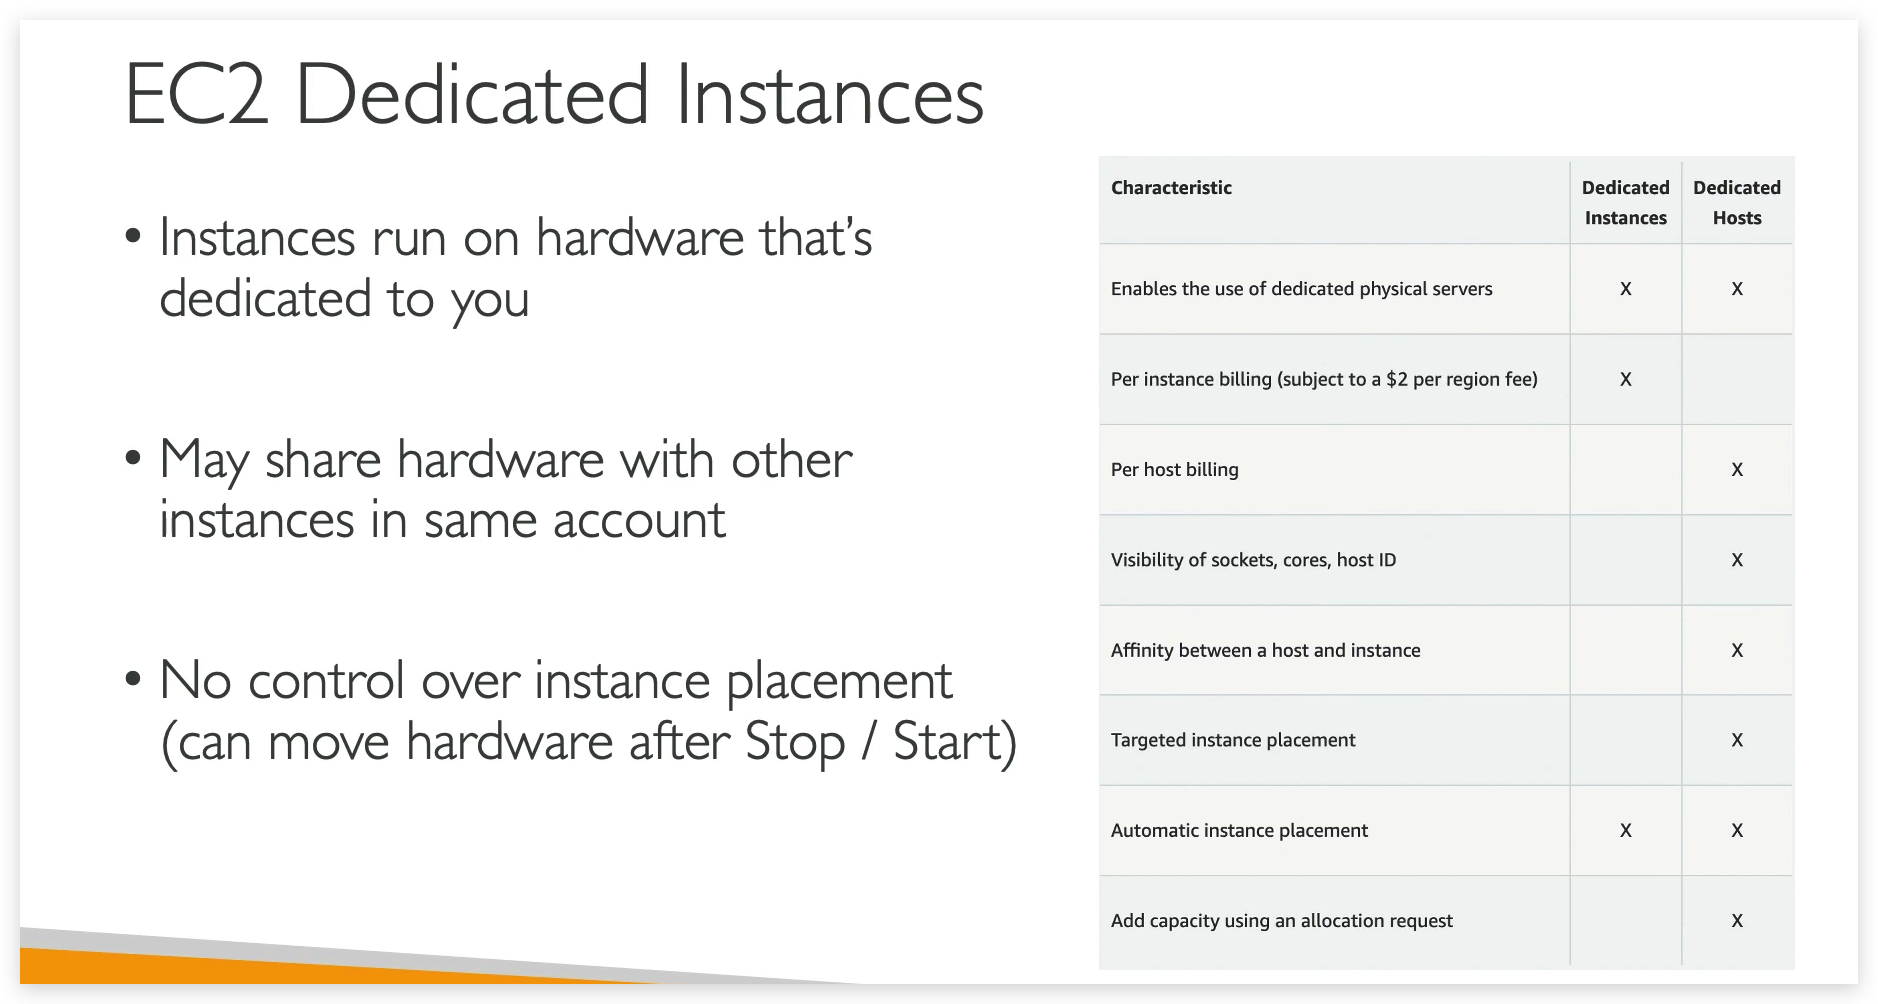 EC2 Dedicated Instances
• Instances run on hardware that’s
dedicated to you
• May share hardware with other
instances in same account
• No control over instance placement
(can move hardware after Stop / Start)
Characteristic Dedicated Instances Dedicated Hosts
Enables the use of dedicated physical servers X X
Per instance billing (subject to a $2 per region fee) X
Per host billing X
Visibility of sockets, cores, host ID X
Affinity between a host and instance X
Targeted instance placement X
Automatic instance placement X X
Add capacity using an allocation request X